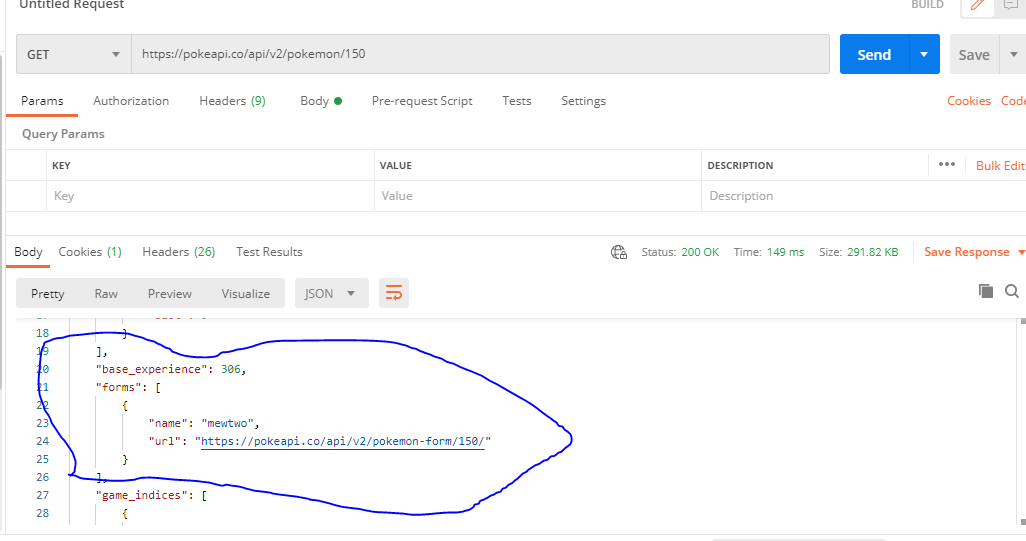 Untitled Request
BUILD
GET
https://pokeapi.co/api/v2/pokemon/150
Send
Save
Params Authorization Headers (9) Body Pre-request Script Tests Settings Cookies Code
Query Params
KEY VALUE DESCRIPTION ••• Bulk Edit
Key Value Description
Body Cookies (1) Headers (26) Test Results Status: 200 OK Time: 149 ms Size: 291.82 KB Save Response
Pretty Raw Preview Visualize JSON
18 }
19 ],
20 "base_experience": 306,
21 "forms": [
22 {
23 "name": "mewtwo",
24 "url": "https://pokeapi.co/api/v2/pokemon-form/150/"
25 }
26 ],
27 "game_indices": [
28 {